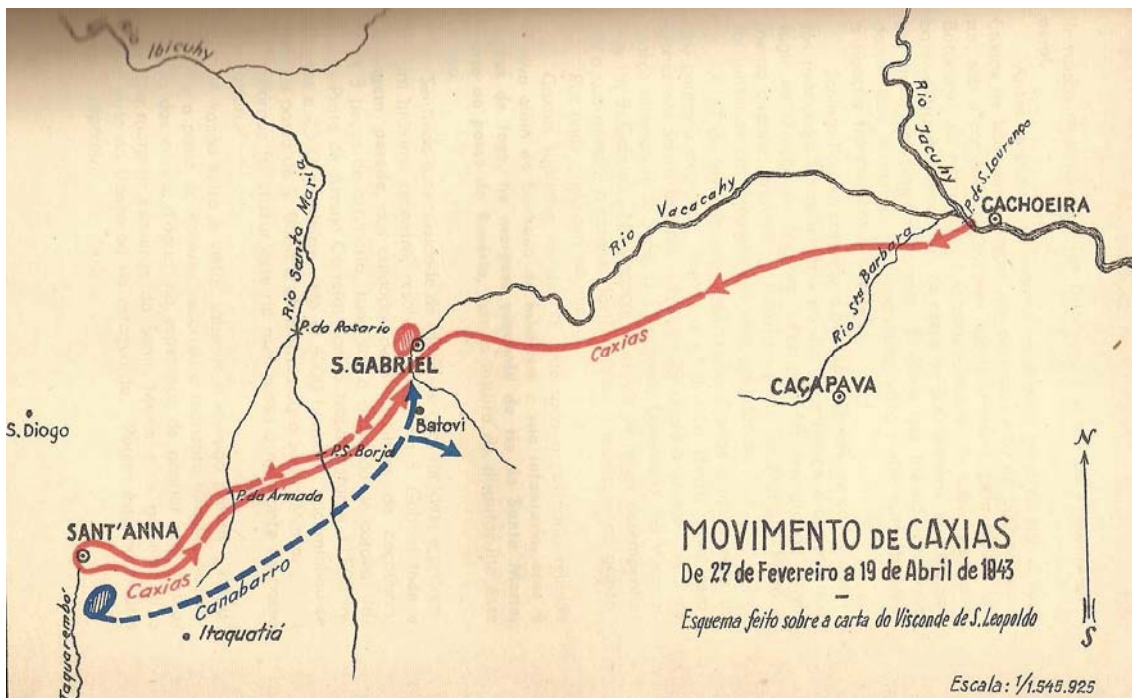 Ibicuhy
Rio Santa Maria
Rio Jacuhy
P. de S. Lourenço
CACHOEIRA
Rio Vacacahy
Rio Sta Barbara
Caxias
P. do Rosario
S. GABRIEL
CAÇAPAVA
Batovi
S. Diogo
P. S. Borja
P. da Armada
SANT'ANNA
Caxias
Canabarro
Itaquatiá
Taquarembó
MOVIMENTO DE CAXIAS
De 27 de Fevereiro a 19 de Abril de 1843
Esquema feito sobre a carta do Visconde de S. Leopoldo
N
S
Escala: 1/1.545.925